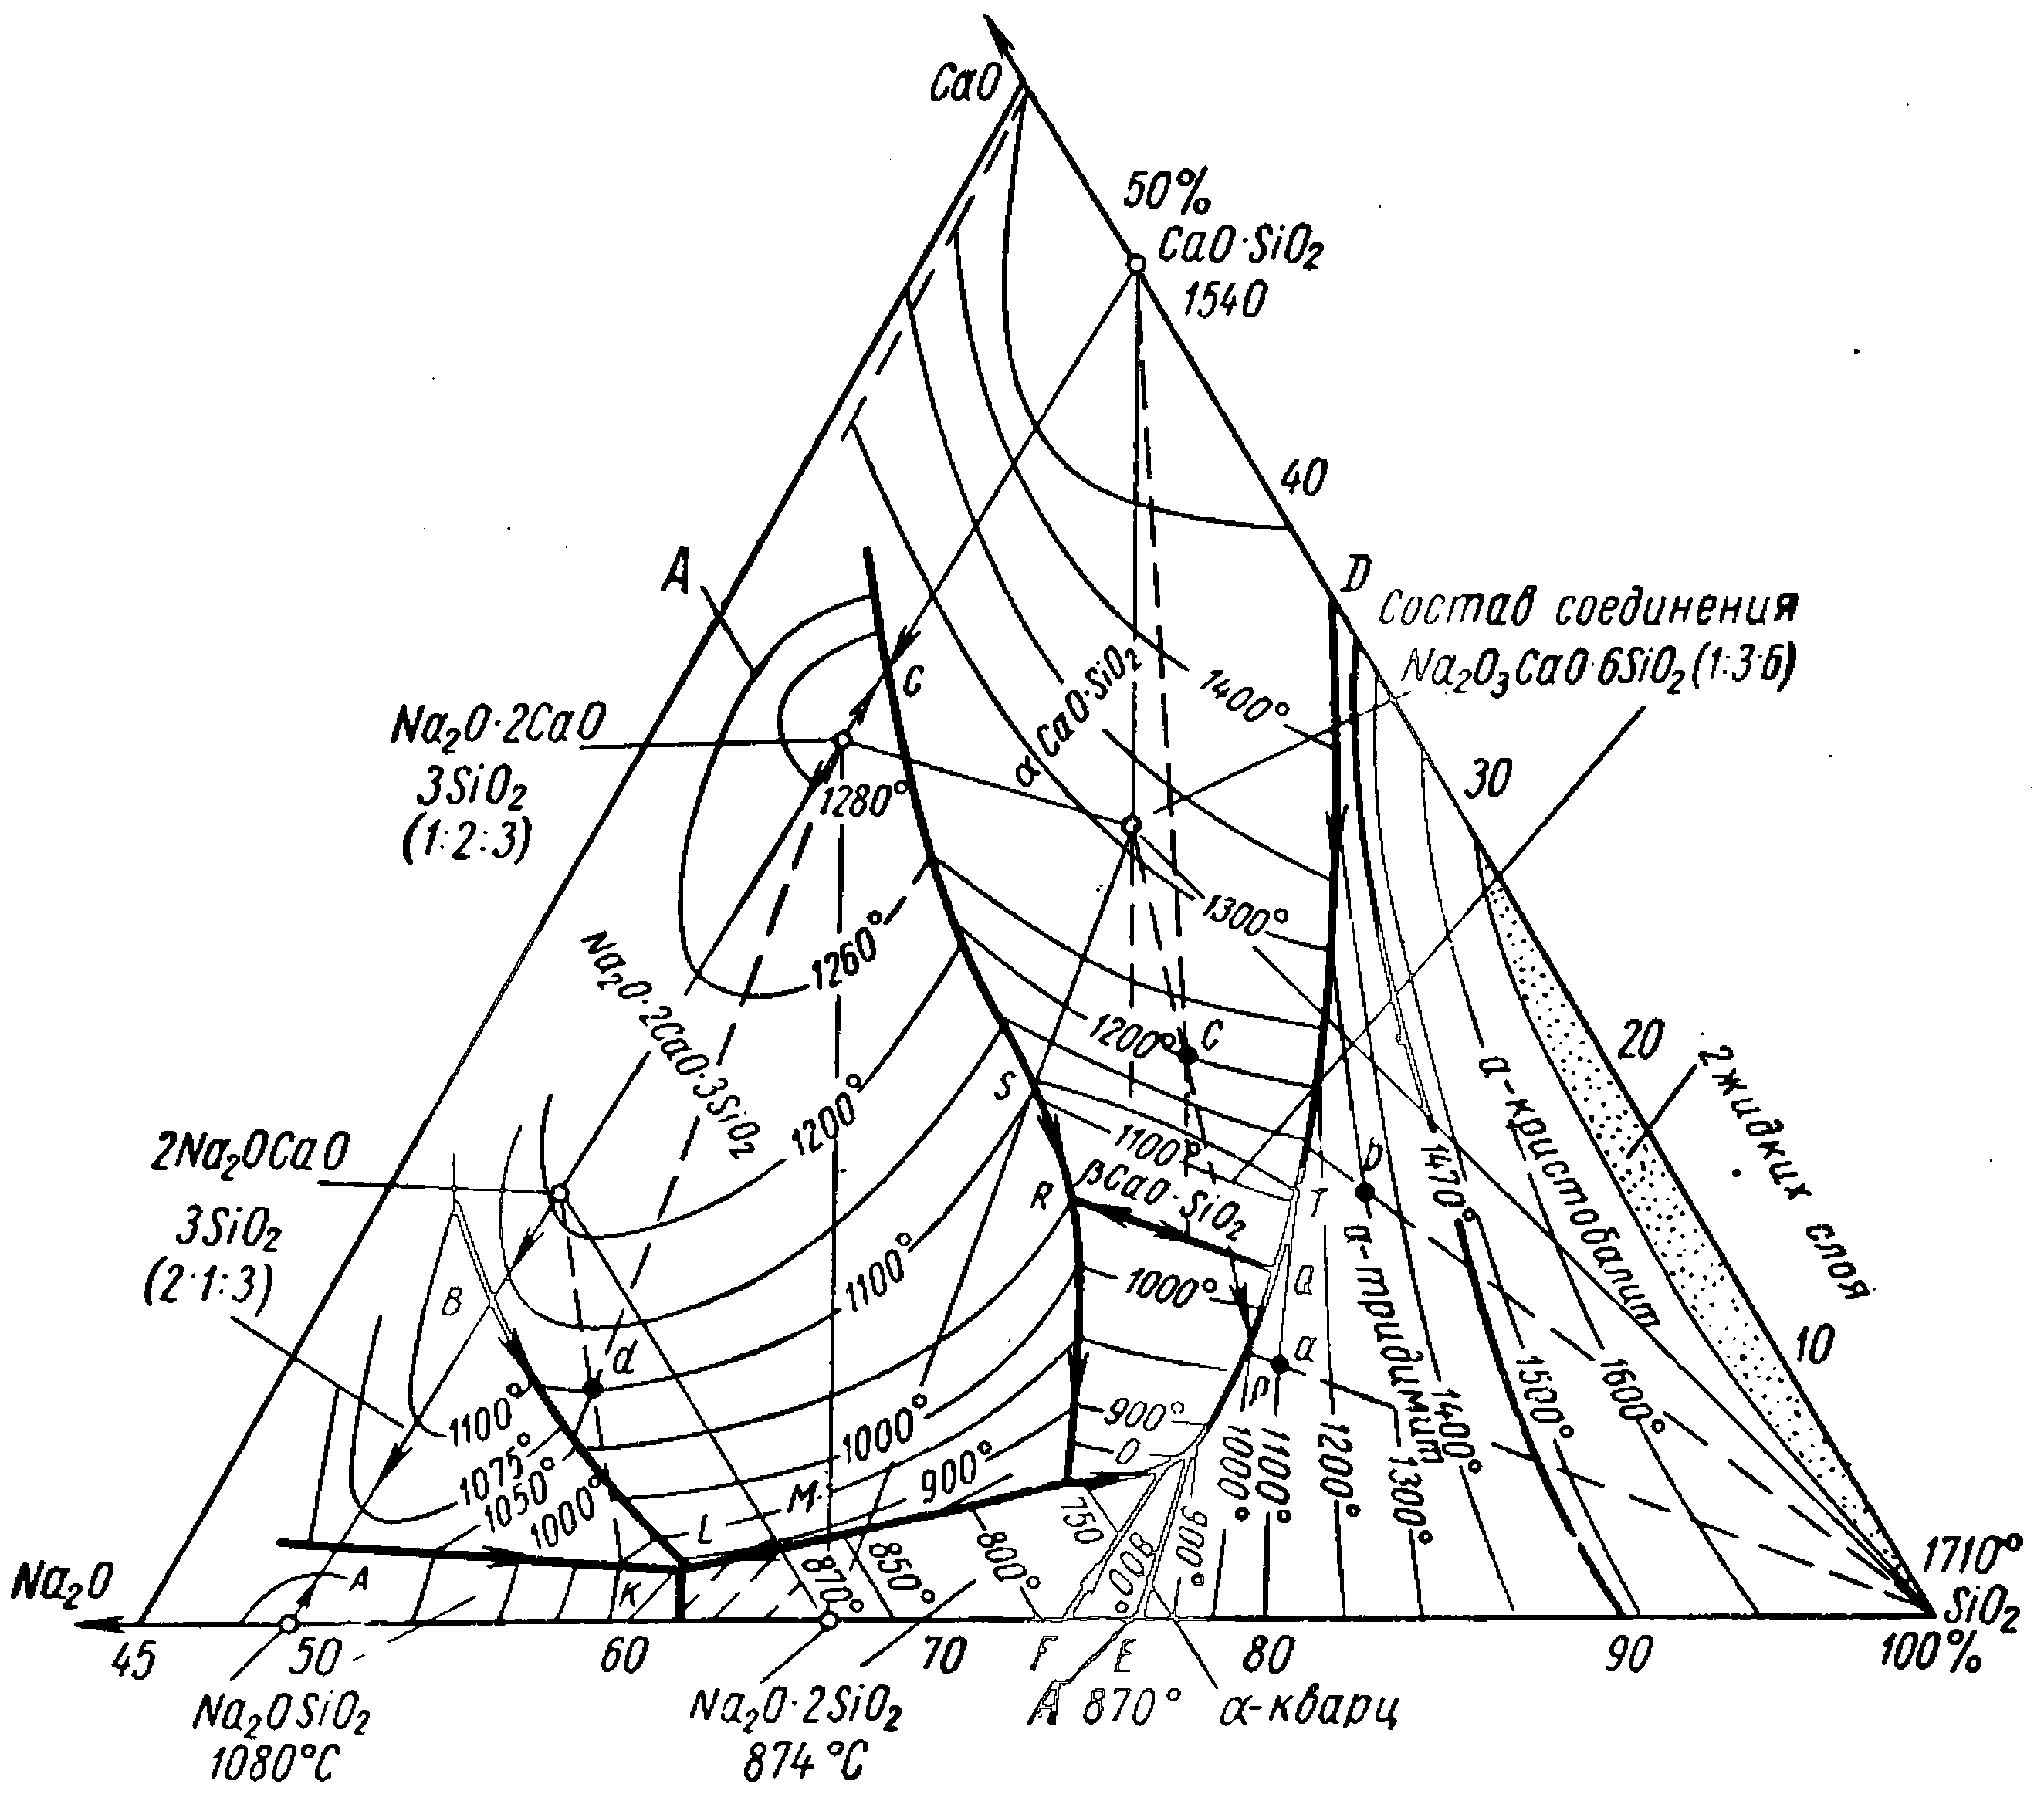 CaO
50%
CaO·SiO₂
1540
40
A
D
Состав соединения
Na₂O₃CaO·6SiO₂(1:3·6)
C
1400°
α CaO·SiO₂
Na₂O·2CaO
3SiO₂
(1:2:3)
30
1280°
1300°
1260°
Na₂O·2CaO·3SiO₂
1200°
C
20
2 жидких слоя
α-кристобалит
S
1200°
1100°
b
1470°
2Na₂OCaO
3SiO₂
(2·1:3)
R
βCaO·SiO₂
T
α-тридимит
1100°
1000°
Q
B
10
d
a
P
1500°
1600°
1100°
1075°
1050°
1000°
1000°
900°
900°
O
M
L
1000°
1100°
1200°
1300°
1400°
K
A
870°
850°
800°
750
800°
900°
1710°
Na₂O
SiO₂
45
50
60
70
F
E
80
90
100%
Na₂OSiO₂
1080°C
Na₂O·2SiO₂
874°C
A 870°
α-кварц